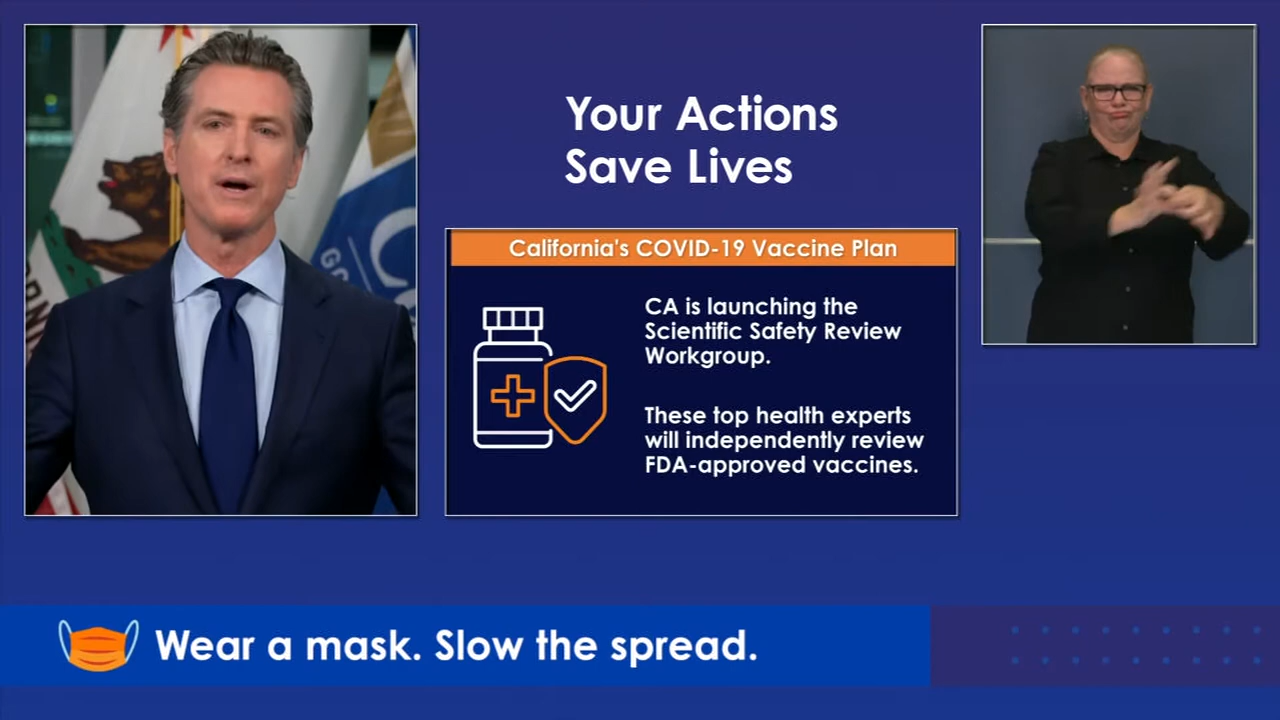 Your Actions
Save Lives
California's COVID-19 Vaccine Plan
CA is launching the
Scientific Safety Review
Workgroup.
These top health experts
will independently review
FDA-approved vaccines.
Wear a mask. Slow the spread.